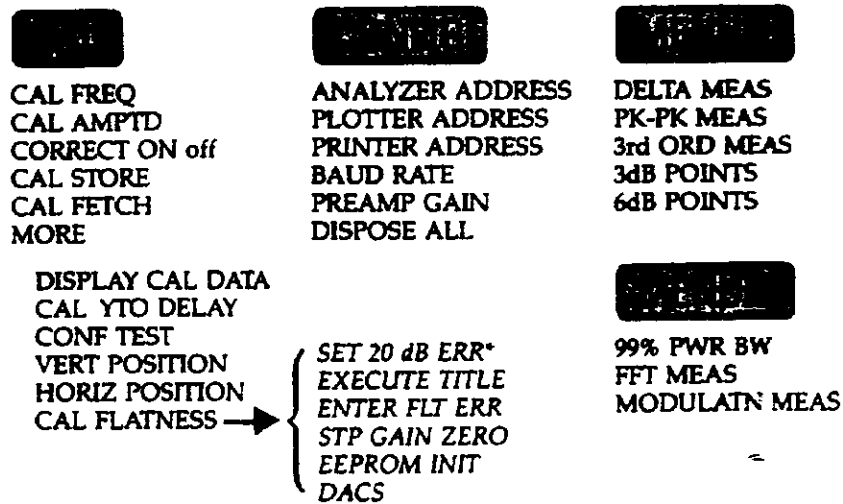 CAL FREQ
CAL AMPTD
CORRECT ON off
CAL STORE
CAL FETCH
MORE
DISPLAY CAL DATA
CAL YTO DELAY
CONF TEST
VERT POSITION
HORIZ POSITION
CAL FLATNESS
SET 20 dB ERR*
EXECUTE TITLE
ENTER FLT ERR
STP GAIN ZERO
EEPROM INIT
DACS
ANALYZER ADDRESS
PLOTTER ADDRESS
PRINTER ADDRESS
BAUD RATE
PREAMP GAIN
DISPOSE ALL
DELTA MEAS
PK-PK MEAS
3rd ORD MEAS
3dB POINTS
6dB POINTS
99% PWR BW
FFT MEAS
MODULATN MEAS